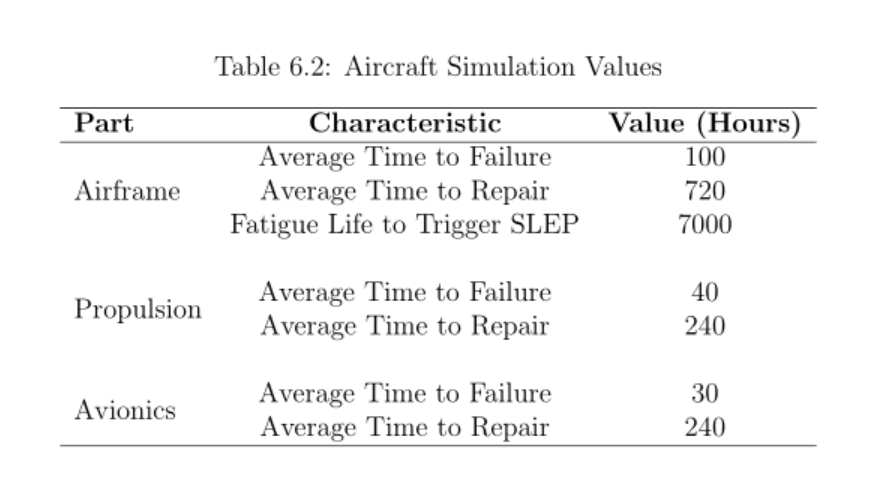 Table 6.2: Aircraft Simulation Values
Part Characteristic Value (Hours)
Average Time to Failure 100
Airframe Average Time to Repair 720
Fatigue Life to Trigger SLEP 7000
Average Time to Failure 40
Propulsion
Average Time to Repair 240
Average Time to Failure 30
Avionics
Average Time to Repair 240